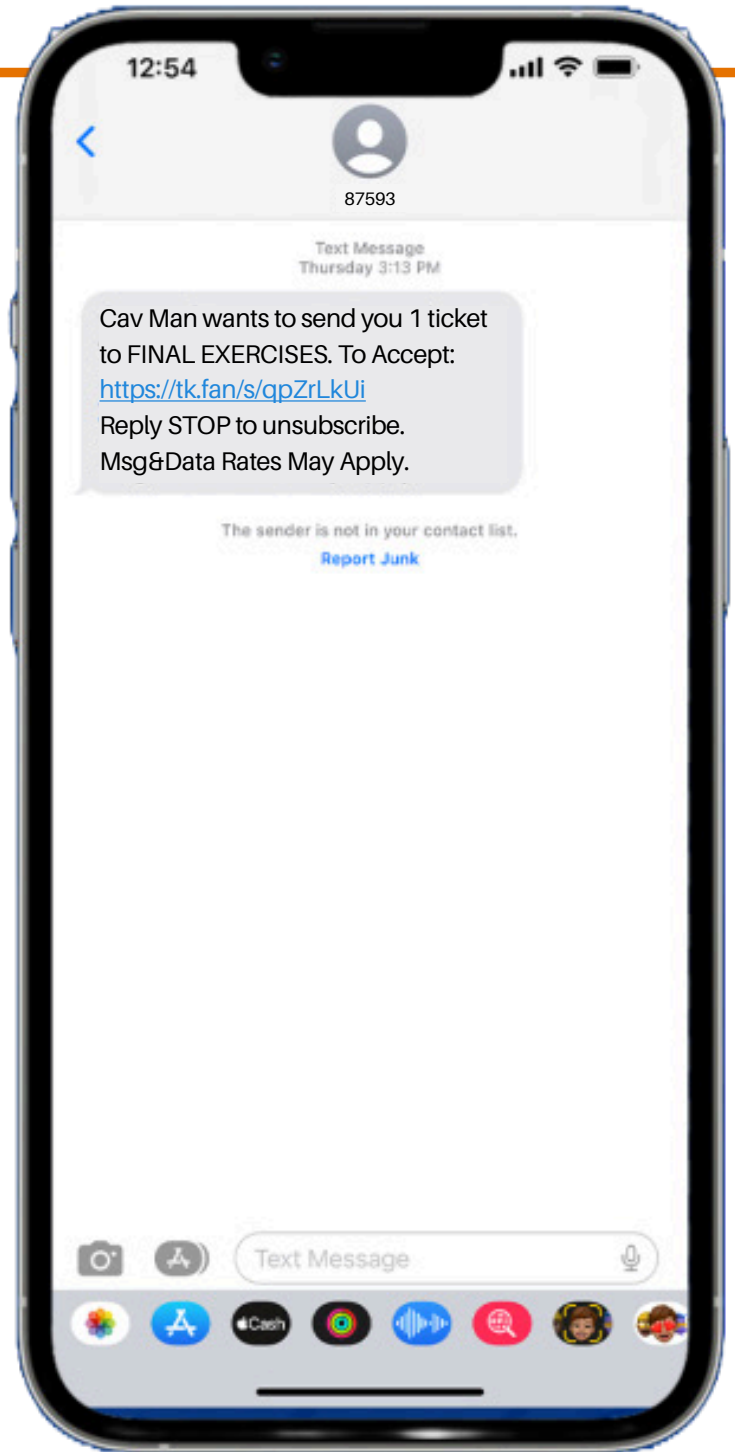 12:54
87593
Text Message
Thursday 3:13 PM
Cav Man wants to send you 1 ticket
to FINAL EXERCISES. To Accept:
https://tk.fan/s/qpZrLkUi
Reply STOP to unsubscribe.
Msg&Data Rates May Apply.
The sender is not in your contact list.
Report Junk
Text Message
Cash